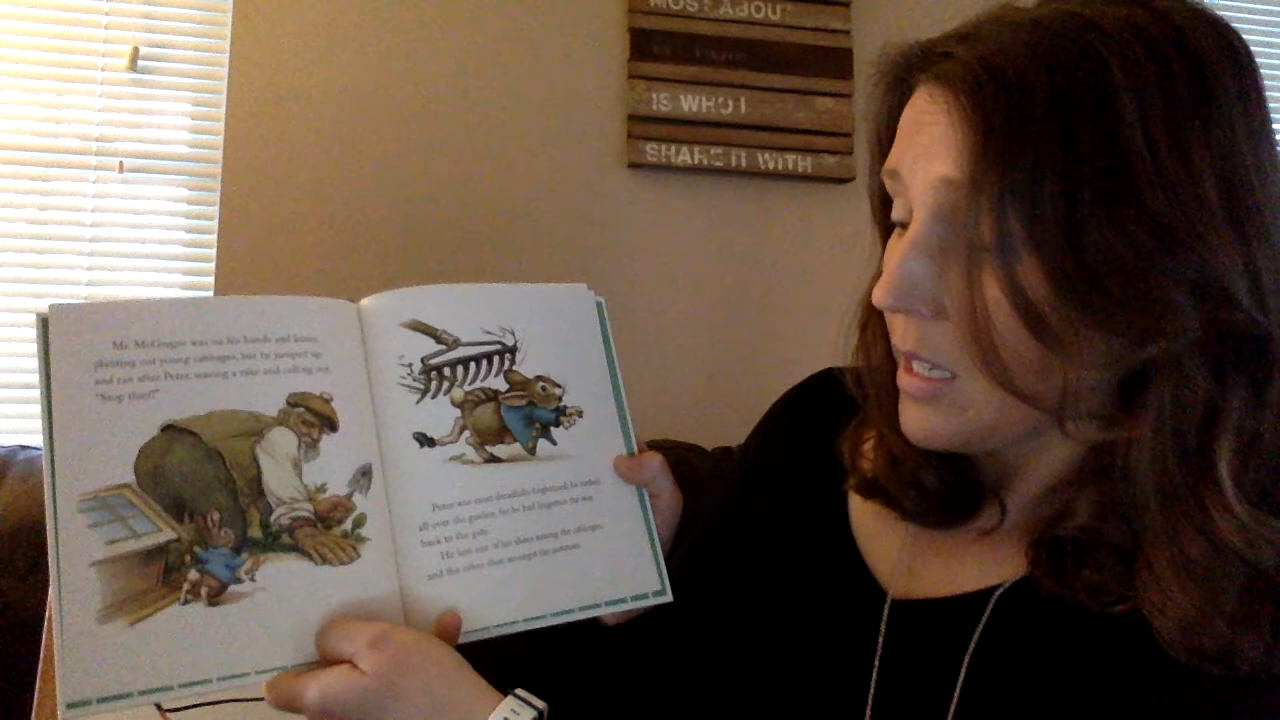 MOST ABOUT
IS WHO I
SHARE IT WITH
Mr. McGregor was on his hands and knees
planting out young cabbages, but he jumped up
and ran after Peter, waving a rake and calling out,
"Stop thief!"
Peter was most dreadfully frightened; he rushed
all over the garden, for he had forgotten the way
back to the gate.
He lost one of his shoes among the cabbages,
and the other shoe amongst the potatoes.